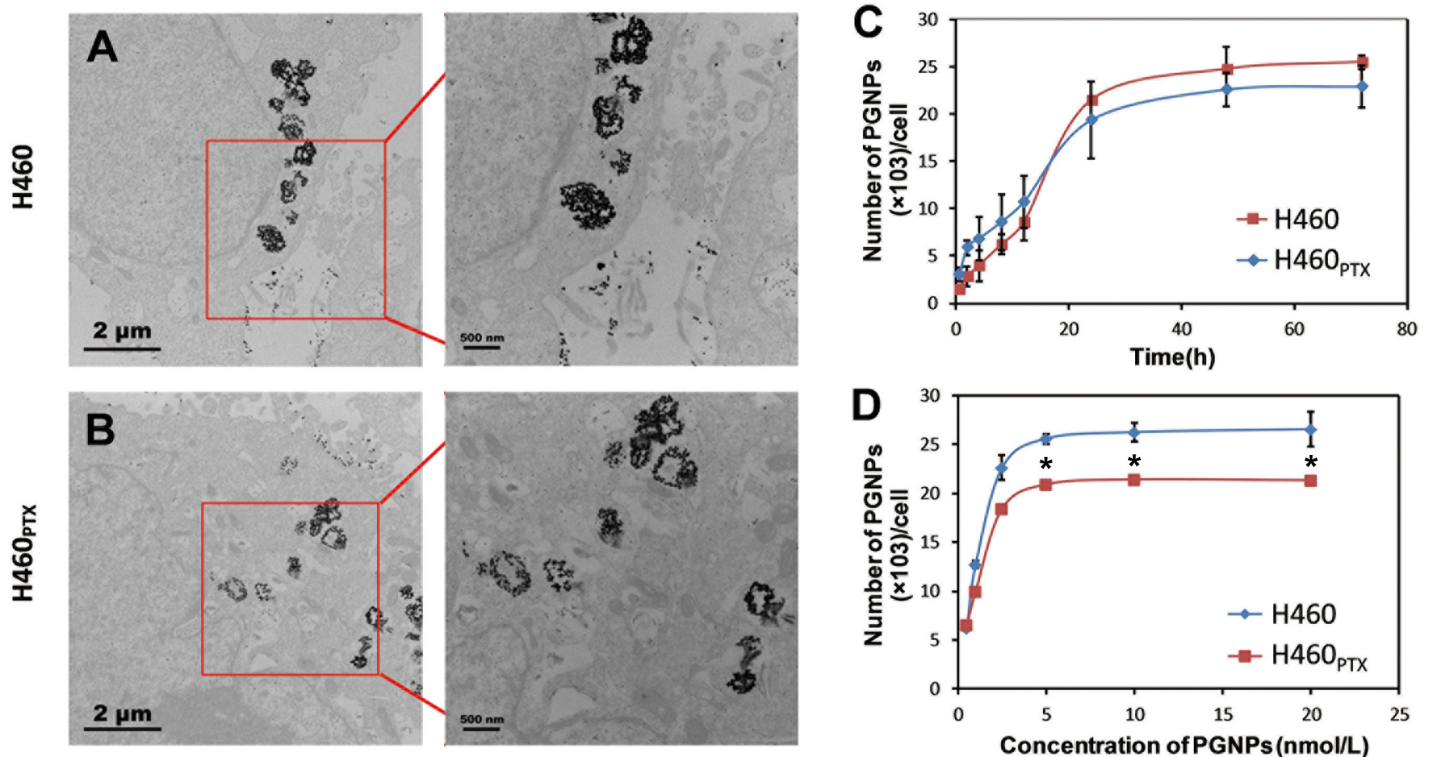 A
H460
2 µm
500 nm
B
H460PTX
2 µm
500 nm
C
Number of PGNPs
(×103)/cell
30
25
20
15
10
5
0
H460
H460PTX
0 20 40 60 80
Time(h)
D
Number of PGNPs
(×103)/cell
30
25
20
15
10
5
0
* * *
H460
H460PTX
0 5 10 15 20 25
Concentration of PGNPs (nmol/L)